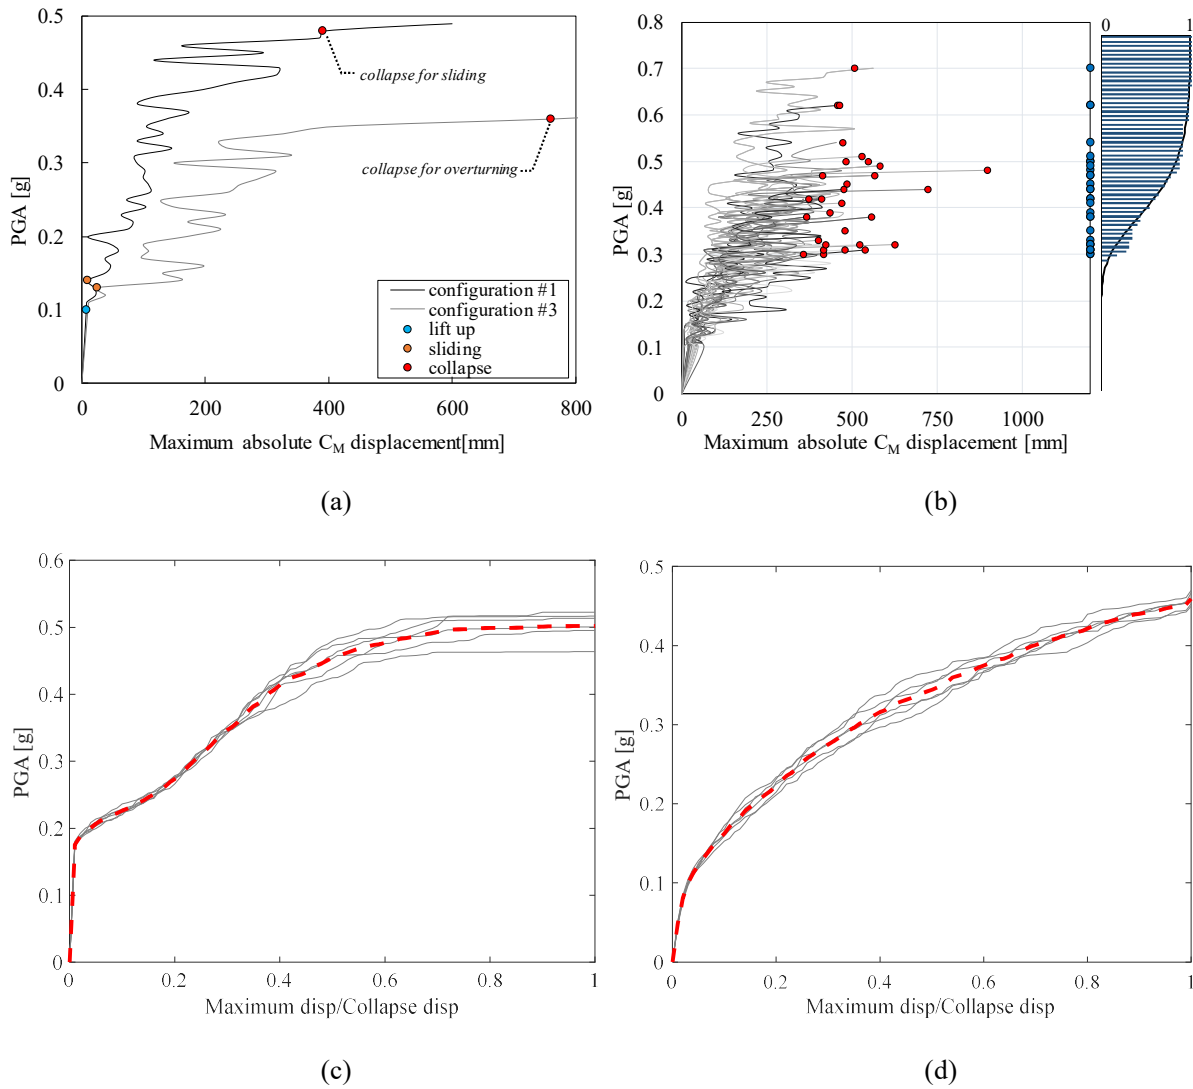 0.5
0.4
0.3
0.2
0.1
0
PGA [g]
collapse for sliding
collapse for overturning
configuration #1
configuration #3
lift up
sliding
collapse
0 200 400 600 800
Maximum absolute C_M displacement[mm]
(a)
0 1
0.8
0.7
0.6
0.5
0.4
0.3
0.2
0.1
0
PGA [g]
0 250 500 750 1000
Maximum absolute C_M displacement [mm]
(b)
0.6
0.5
0.4
0.3
0.2
0.1
0
PGA [g]
0 0.2 0.4 0.6 0.8 1
Maximum disp/Collapse disp
(c)
0.5
0.4
0.3
0.2
0.1
0
PGA [g]
0 0.2 0.4 0.6 0.8 1
Maximum disp/Collapse disp
(d)